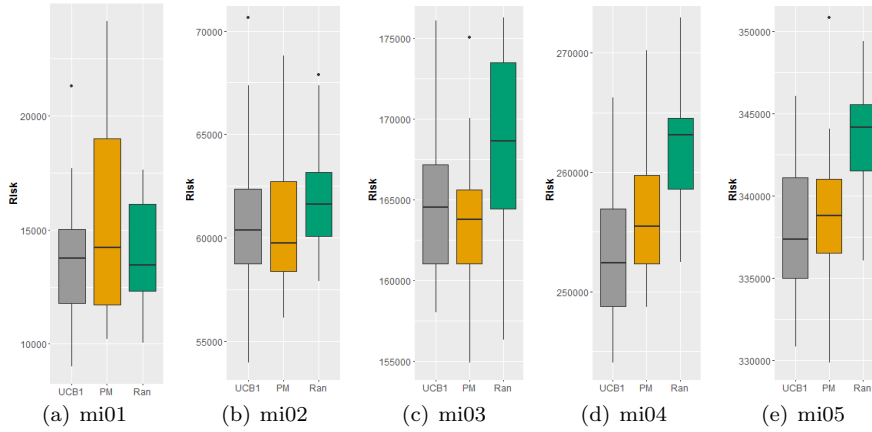 Risk
20000
15000
10000
UCB1 PM Ran
(a) mi01
Risk
70000
65000
60000
55000
UCB1 PM Ran
(b) mi02
Risk
175000
170000
165000
160000
155000
UCB1 PM Ran
(c) mi03
Risk
270000
260000
250000
UCB1 PM Ran
(d) mi04
Risk
350000
345000
340000
335000
330000
UCB1 PM Ran
(e) mi05